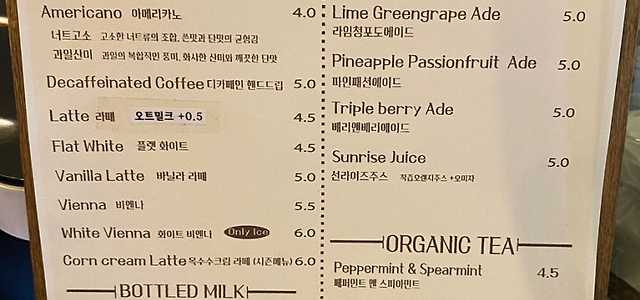 Americano 아메리카노 4.0
너트고소 고소한 너트류의 조합, 쓴맛과 단맛의 균형감
과일산미 과일의 복합적인 풍미, 화사한 산미와 깨끗한 단맛
Decaffeinated Coffee 디카페인 핸드드립 5.0
Latte 라떼 오트밀크 +0.5 4.5
Flat White 플랫 화이트 4.5
Vanilla Latte 바닐라 라떼 5.0
Vienna 비엔나 5.5
White Vienna 화이트 비엔나 Only Ice 6.0
Corn cream Latte 옥수수크림 라떼 (시즌메뉴) 6.0
BOTTLED MILK
Lime Greengrape Ade 5.0
라임청포도에이드
Pineapple Passionfruit Ade 5.0
파인패션에이드
Triple berry Ade 5.0
베리앤베리에이드
Sunrise Juice 5.0
선라이즈주스 착즙오렌지주스 +오미자
ORGANIC TEA
Peppermint & Spearmint 4.5
페퍼민트 앤 스피아민트